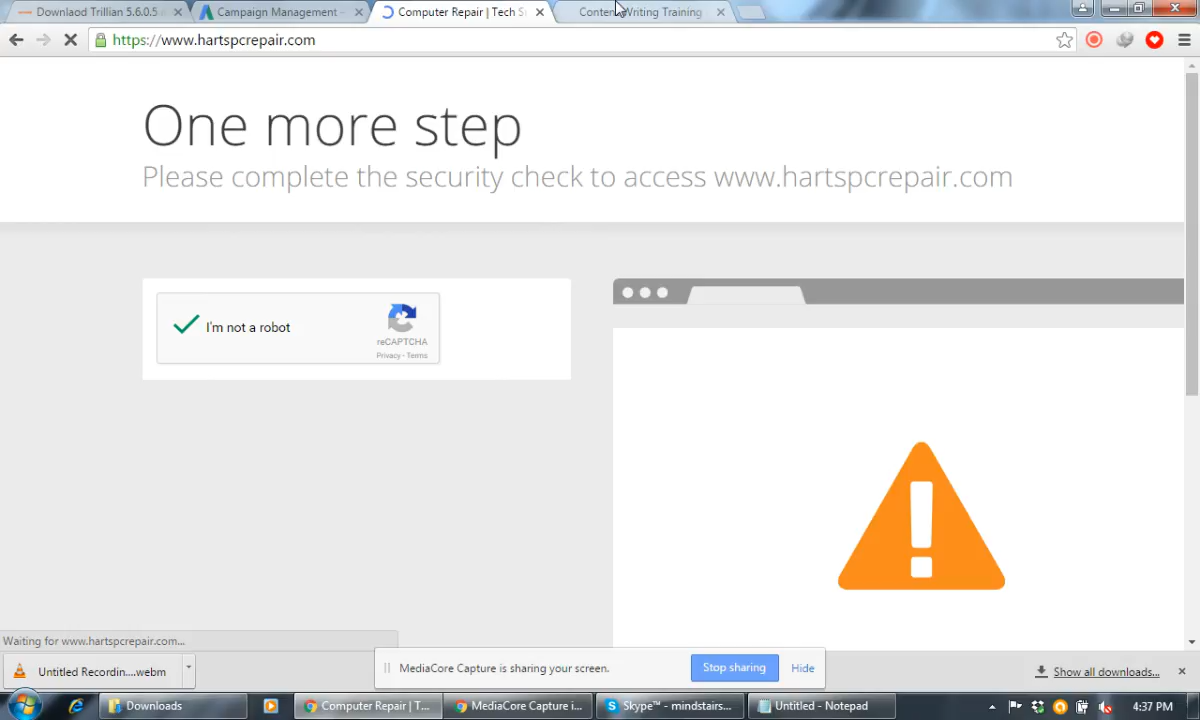 Downlaod Trillian 5.6.0.5
Campaign Management -
Computer Repair | Tech S
Content Writing Training
https://www.hartspcrepair.com
One more step
Please complete the security check to access www.hartspcrepair.com
I'm not a robot
reCAPTCHA
Privacy - Terms
Waiting for www.hartspcrepair.com...
Untitled Recordin....webm
MediaCore Capture is sharing your screen.
Stop sharing
Hide
Show all downloads...
Downloads
Computer Repair | T...
MediaCore Capture i...
Skype™ - mindstairs...
Untitled - Notepad
4:37 PM